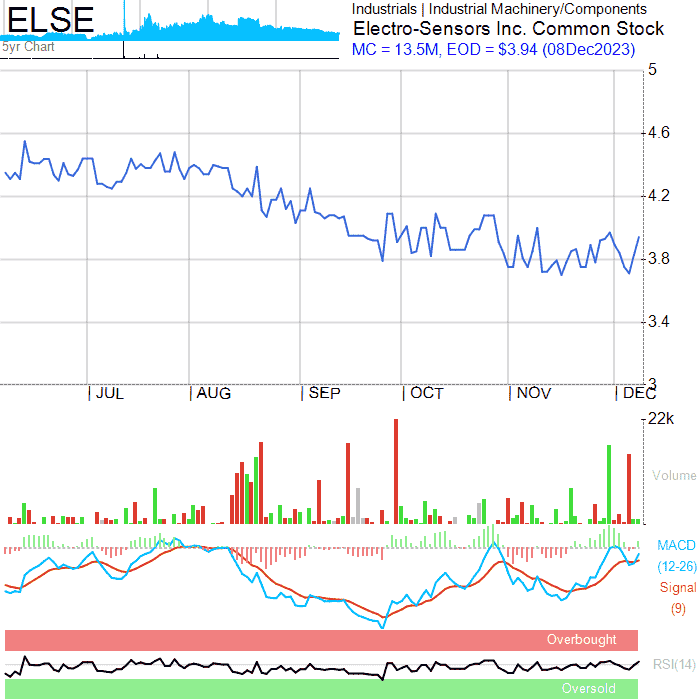 ELSE
5yr Chart
Industrials | Industrial Machinery/Components
Electro-Sensors Inc. Common Stock
MC = 13.5M, EOD = $3.94 (08Dec2023)
5
4.6
4.2
3.8
3.4
3
JUL AUG SEP OCT NOV DEC
22k
Volume
MACD
(12-26)
Signal
(9)
Overbought
RSI(14)
Oversold